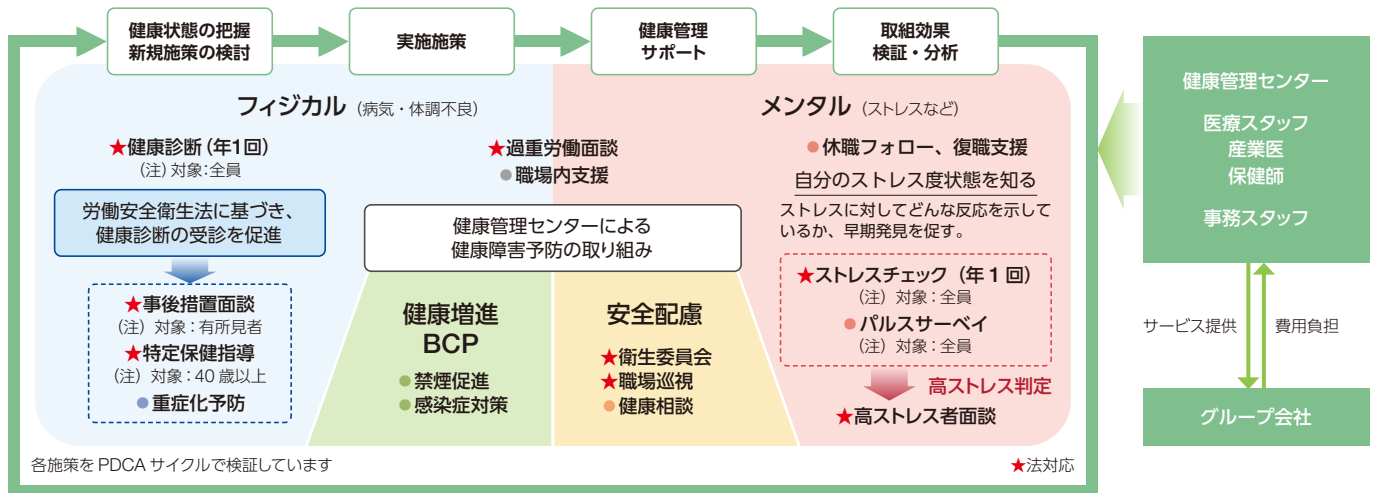 健康状態の把握
新規施策の検討
実施施策
健康管理
サポート
取組効果
検証・分析
フィジカル（病気・体調不良）
メンタル（ストレスなど）
★健康診断（年1回）
（注）対象：全員
労働安全衛生法に基づき、
健康診断の受診を促進
★事後措置面談
（注）対象：有所見者
★特定保健指導
（注）対象：40歳以上
●重症化予防
★過重労働面談
●職場内支援
健康管理センターによる
健康障害予防の取り組み
健康増進
BCP
●禁煙促進
●感染症対策
安全配慮
★衛生委員会
★職場巡視
●健康相談
●休職フォロー、復職支援
自分のストレス度状態を知る
ストレスに対してどんな反応を示して
いるか、早期発見を促す。
★ストレスチェック（年1回）
（注）対象：全員
●パルスサーベイ
（注）対象：全員
高ストレス判定
★高ストレス者面談
各施策をPDCAサイクルで検証しています
★法対応
健康管理センター
医療スタッフ
産業医
保健師
事務スタッフ
サービス提供
費用負担
グループ会社